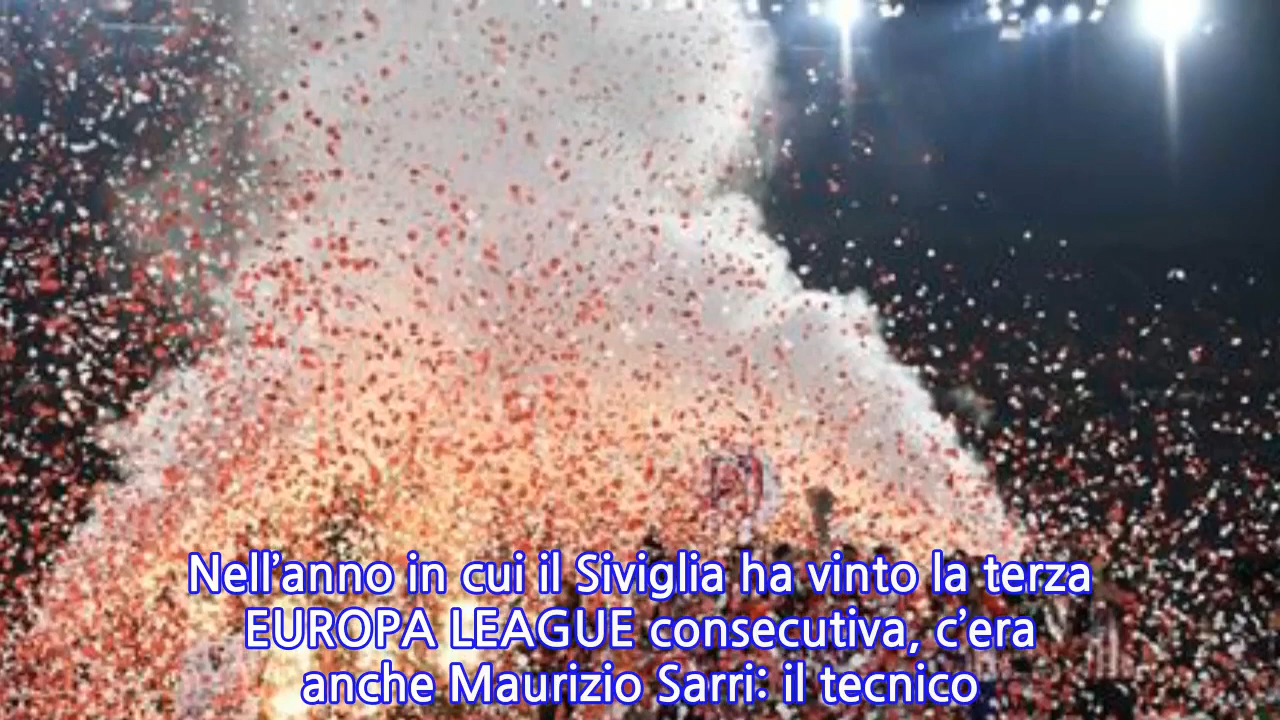 Nell'anno in cui il Siviglia ha vinto la terza
EUROPA LEAGUE consecutiva, c'era
anche Maurizio Sarri: il tecnico